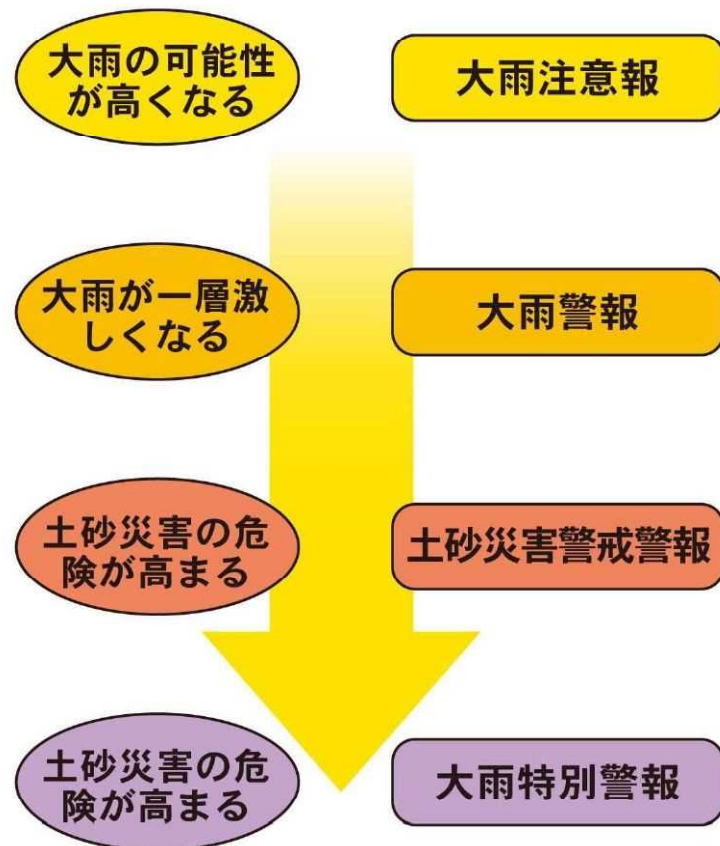 大雨の可能性
が高くなる
大雨注意報
大雨が一層激
しくなる
大雨警報
土砂災害の危
険が高まる
土砂災害警戒警報
土砂災害の危
険が高まる
大雨特別警報